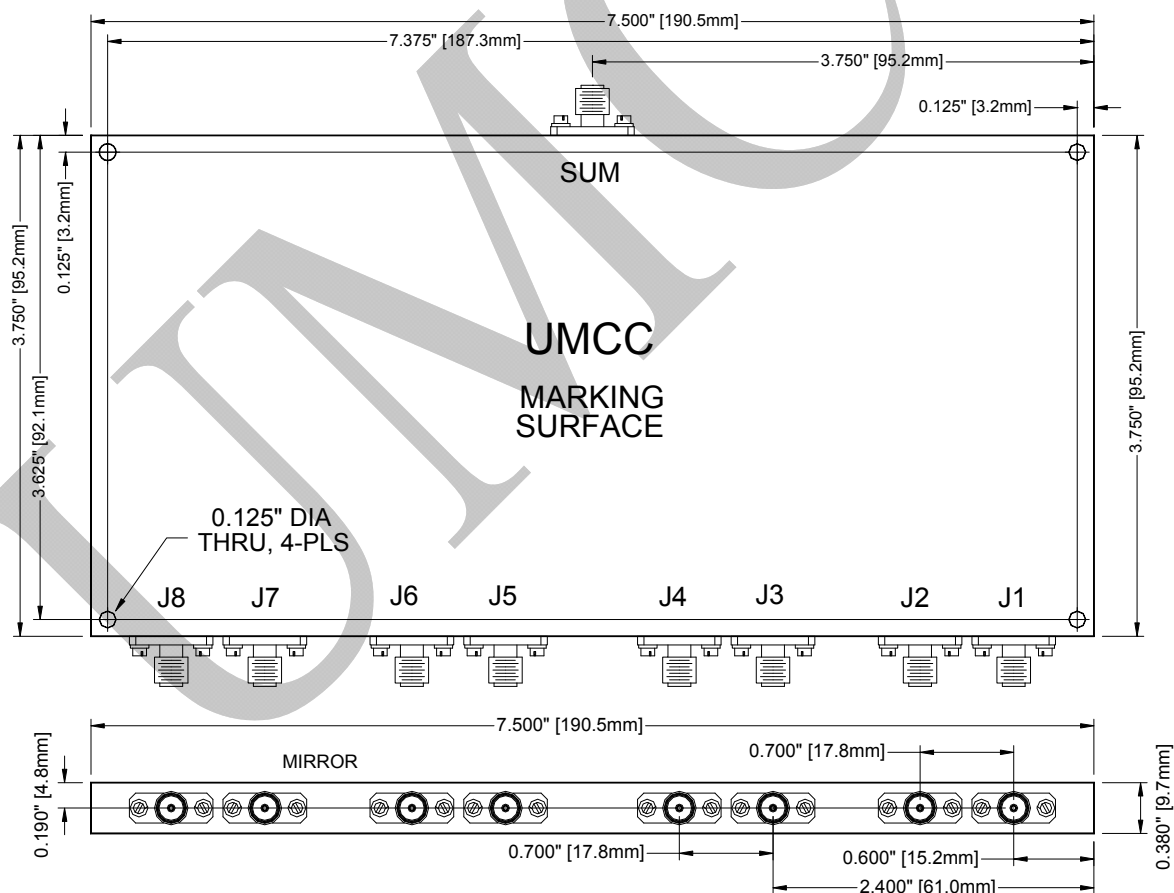 7.500" [190.5mm]
7.375" [187.3mm]
3.750" [95.2mm]
0.125" [3.2mm]
SUM
0.125" [3.2mm]
3.750" [95.2mm]
3.625" [92.1mm]
3.750" [95.2mm]
UMCC
MARKING
SURFACE
0.125" DIA
THRU, 4-PLS
J8 J7 J6 J5 J4 J3 J2 J1
7.500" [190.5mm]
MIRROR
0.700" [17.8mm]
0.190" [4.8mm]
0.380" [9.7mm]
0.700" [17.8mm]
0.600" [15.2mm]
2.400" [61.0mm]
UMC